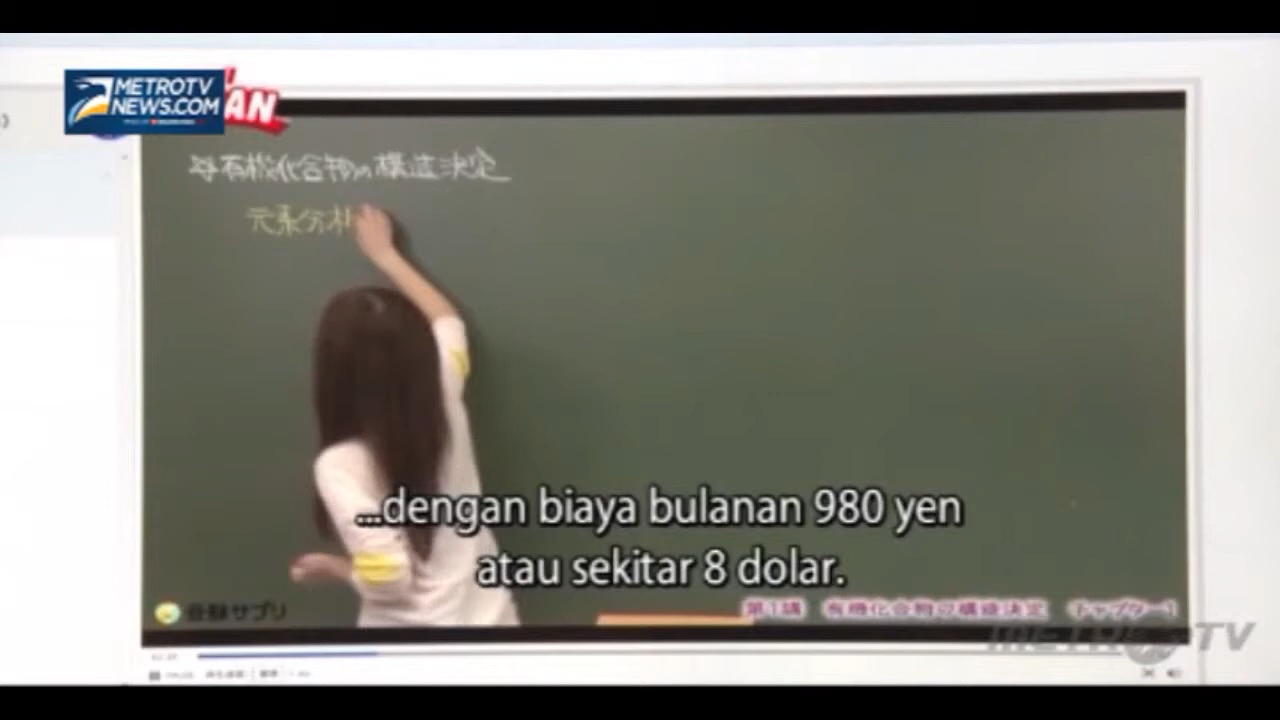 METROTV
NEWS.COM
AN
有機化合物の構造決定
元素分析
...dengan biaya bulanan 980 yen
atau sekitar 8 dolar.
受験サプリ
第1講 有機化合物の構造決定 チャプター1
METRO TV